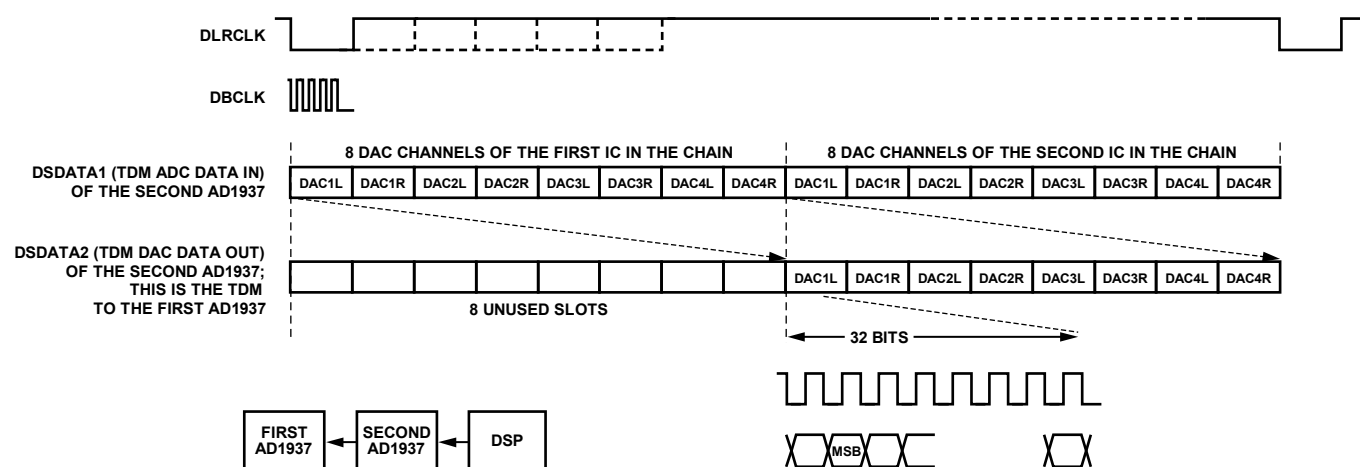 DLRCLK
DBCLK
8 DAC CHANNELS OF THE FIRST IC IN THE CHAIN
8 DAC CHANNELS OF THE SECOND IC IN THE CHAIN
DSDATA1 (TDM ADC DATA IN)
OF THE SECOND AD1937
DAC1L DAC1R DAC2L DAC2R DAC3L DAC3R DAC4L DAC4R DAC1L DAC1R DAC2L DAC2R DAC3L DAC3R DAC4L DAC4R
DSDATA2 (TDM DAC DATA OUT)
OF THE SECOND AD1937;
THIS IS THE TDM
TO THE FIRST AD1937
DAC1L DAC1R DAC2L DAC2R DAC3L DAC3R DAC4L DAC4R
8 UNUSED SLOTS
32 BITS
FIRST
AD1937
SECOND
AD1937
DSP
MSB